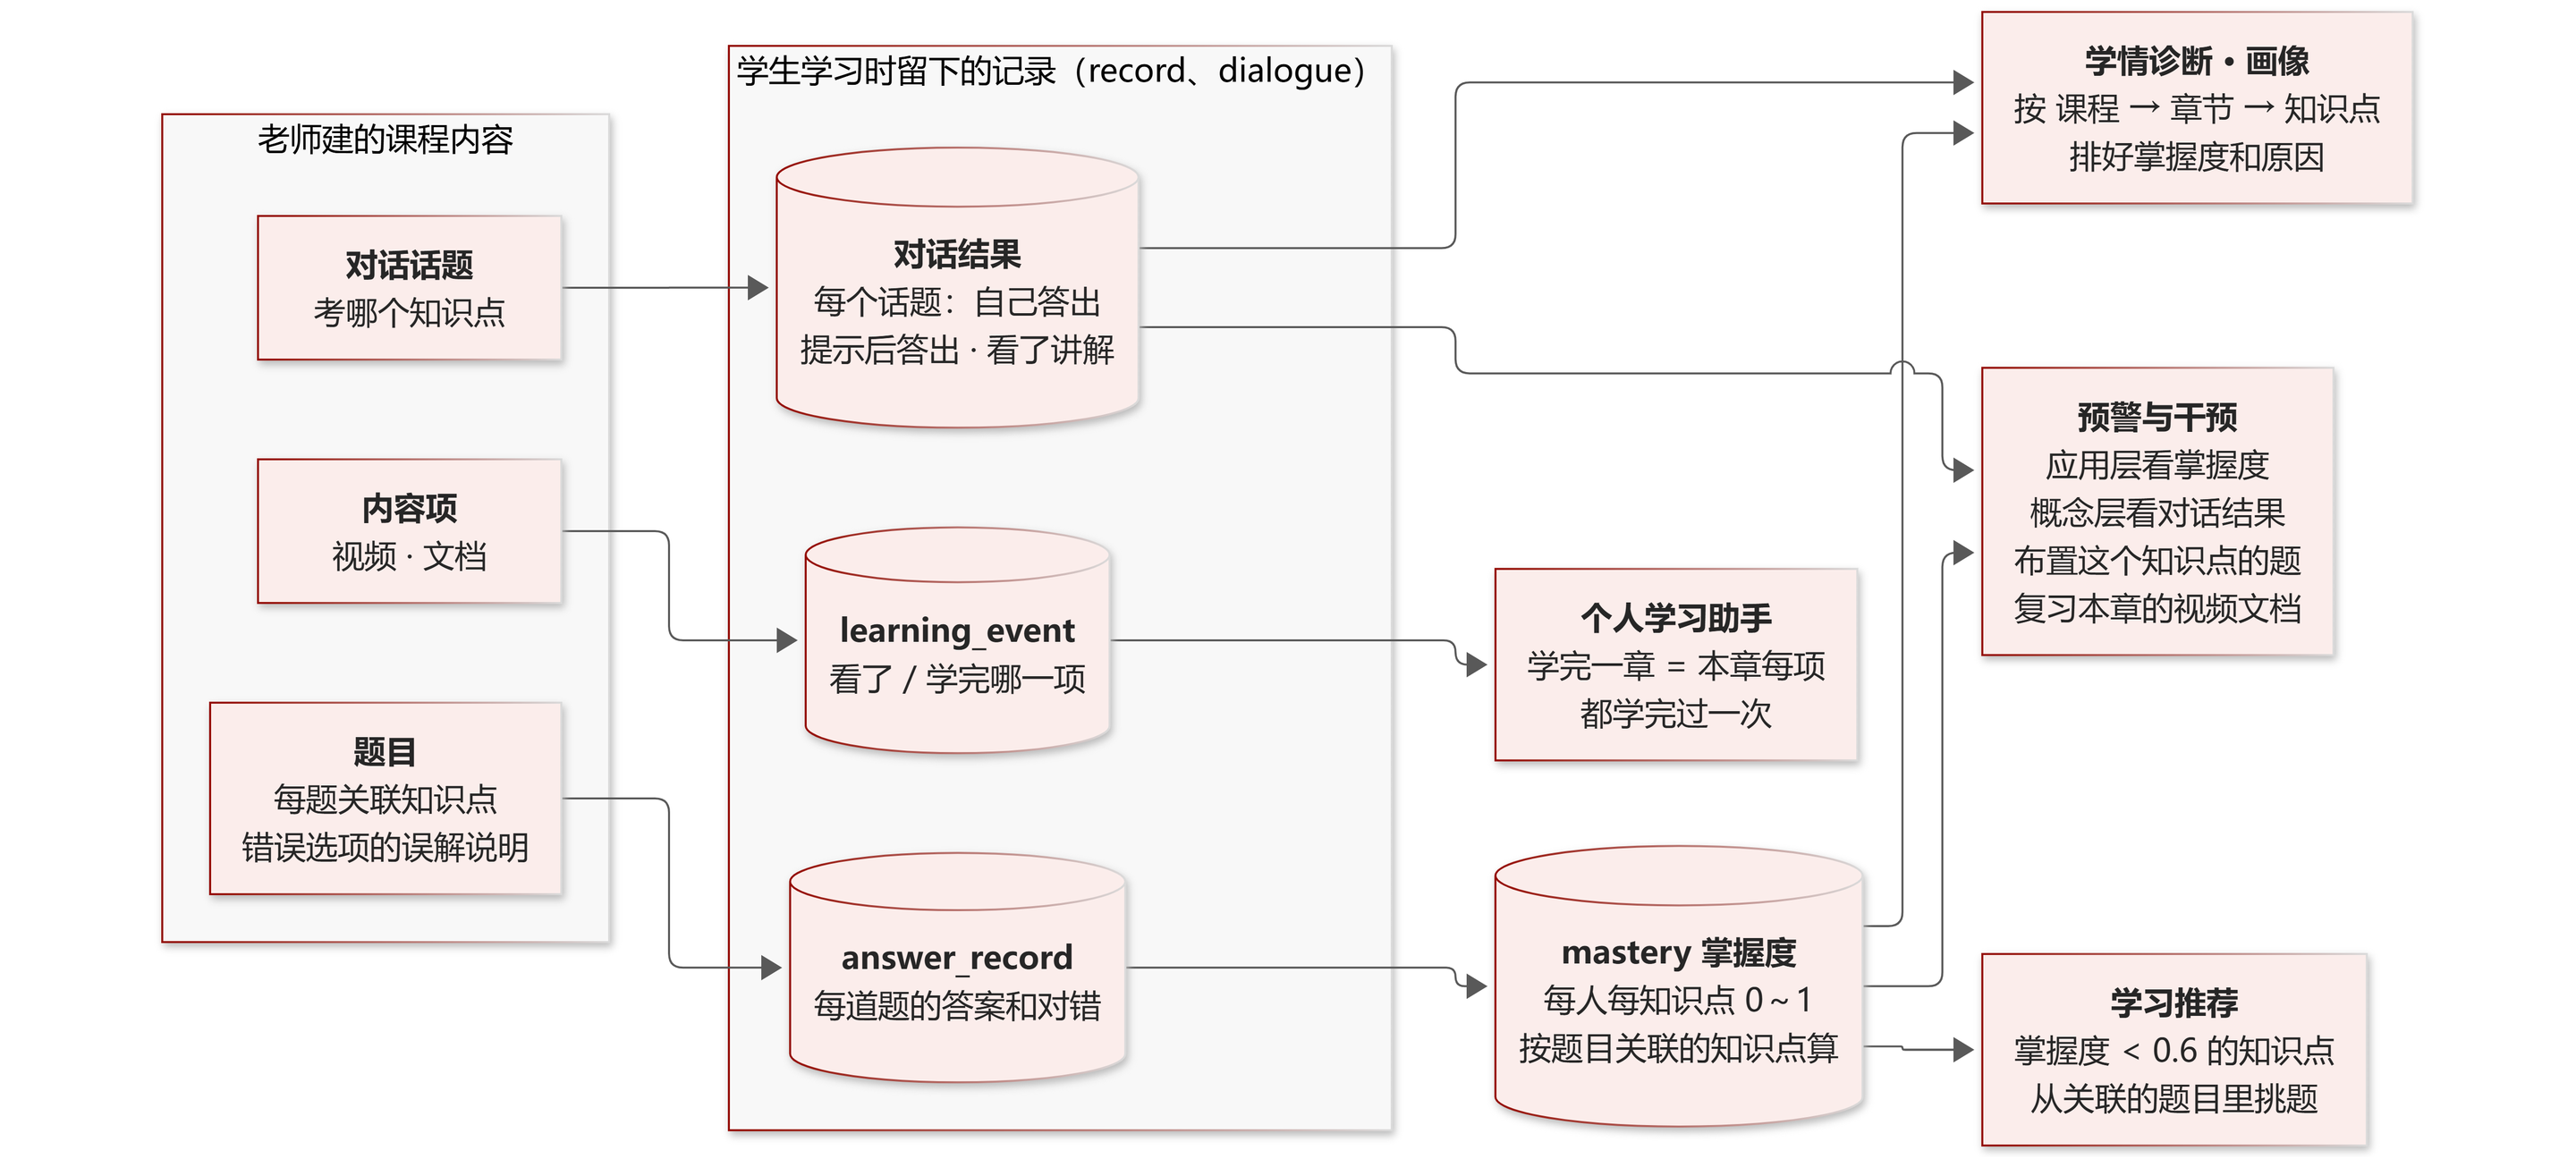 老师建的课程内容
对话话题
考哪个知识点
内容项
视频 · 文档
题目
每题关联知识点
错误选项的误解说明
学生学习时留下的记录（record、dialogue）
对话结果
每个话题：自己答出
提示后答出 · 看了讲解
learning_event
看了 / 学完哪一项
answer_record
每道题的答案和对错
个人学习助手
学完一章 = 本章每项
都学完过一次
mastery 掌握度
每人每知识点 0 ~ 1
按题目关联的知识点算
学情诊断 · 画像
按 课程 → 章节 → 知识点
排好掌握度和原因
预警与干预
应用层看掌握度
概念层看对话结果
布置这个知识点的题
复习本章的视频文档
学习推荐
掌握度 < 0.6 的知识点
从关联的题目里挑题